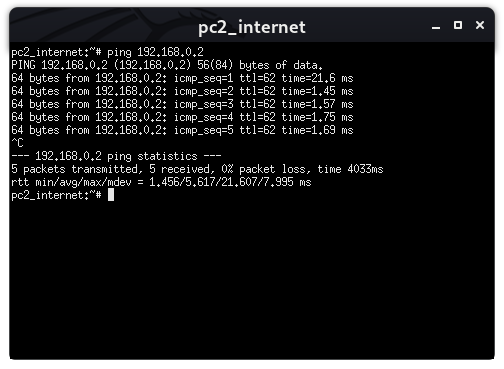 pc2_internet
pc2_internet:~# ping 192.168.0.2
PING 192.168.0.2 (192.168.0.2) 56(84) bytes of data.
64 bytes from 192.168.0.2: icmp_seq=1 ttl=62 time=21.6 ms
64 bytes from 192.168.0.2: icmp_seq=2 ttl=62 time=1.45 ms
64 bytes from 192.168.0.2: icmp_seq=3 ttl=62 time=1.57 ms
64 bytes from 192.168.0.2: icmp_seq=4 ttl=62 time=1.75 ms
64 bytes from 192.168.0.2: icmp_seq=5 ttl=62 time=1.69 ms
^C
--- 192.168.0.2 ping statistics ---
5 packets transmitted, 5 received, 0% packet loss, time 4033ms
rtt min/avg/max/mdev = 1.456/5.617/21.607/7.995 ms
pc2_internet:~#